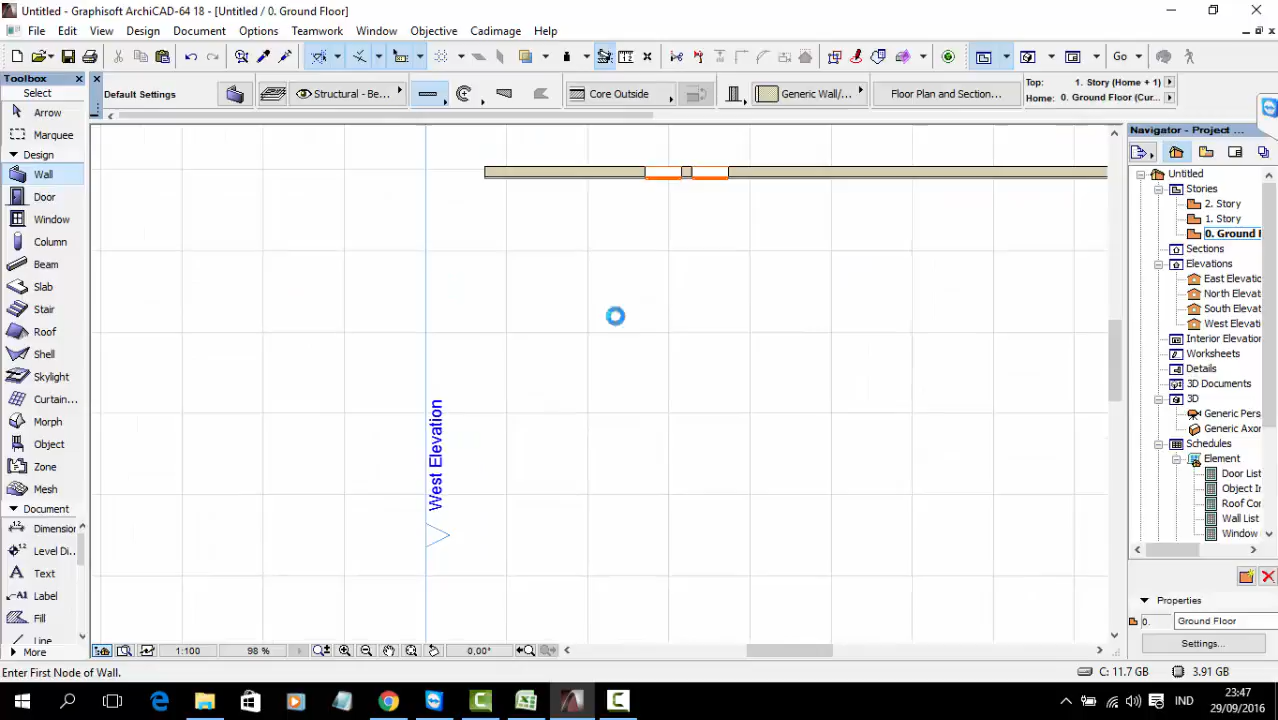 Untitled - Graphisoft ArchiCAD-64 18 - [Untitled / 0. Ground Floor]
File Edit View Design Document Options Teamwork Window Objective Cadimage Help
Toolbox
Select
Arrow
Marquee
Design
Wall
Door
Window
Column
Beam
Slab
Stair
Roof
Shell
Skylight
Curtain...
Morph
Object
Zone
Mesh
Document
Dimension
Level Di...
Text
Label
Fill
Line
More
Go
Default Settings
Structural - Be...
Core Outside
Generic Wall/...
Floor Plan and Section...
Top: 1. Story (Home + 1)
Home: 0. Ground Floor (Cur...
West Elevation
1:100
98 %
0,00°
Navigator - Project ...
Untitled
Stories
2. Story
1. Story
0. Ground F
Sections
Elevations
East Elevati
North Elevat
South Elevat
West Elevati
Interior Elevation
Worksheets
Details
3D Documents
3D
Generic Pers
Generic Axon
Schedules
Element
Door List
Object In
Roof Cor
Wall List
Window
Properties
0. Ground Floor
Settings...
Enter First Node of Wall.
C: 11.7 GB
3.91 GB
IND
23:47
29/09/2016